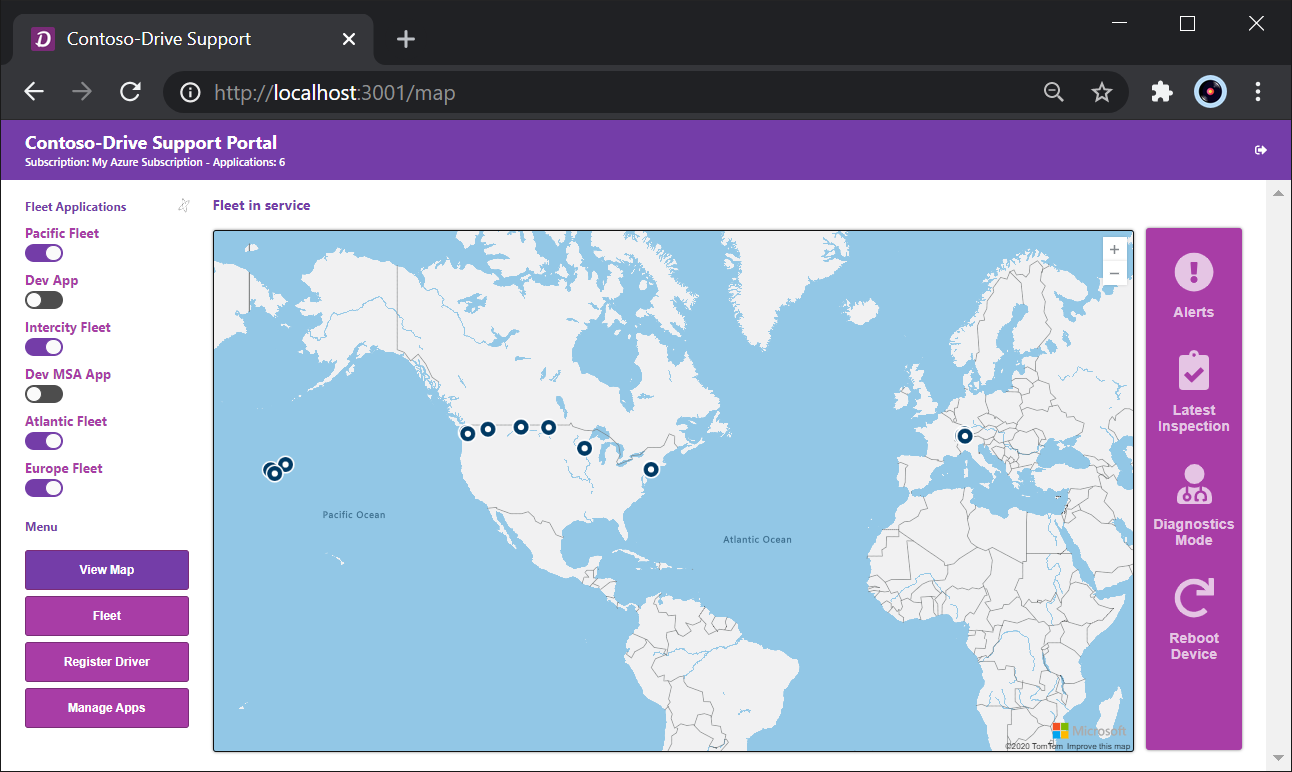 Contoso-Drive Support
http://localhost:3001/map
Contoso-Drive Support Portal
Subscription: My Azure Subscription - Applications: 6
Fleet Applications
Pacific Fleet
Dev App
Intercity Fleet
Dev MSA App
Atlantic Fleet
Europe Fleet
Menu
View Map
Fleet
Register Driver
Manage Apps
Fleet in service
+
−
Pacific Ocean
Atlantic Ocean
Microsoft
©2020 TomTom Improve this map
Alerts
Latest
Inspection
Diagnostics
Mode
Reboot
Device